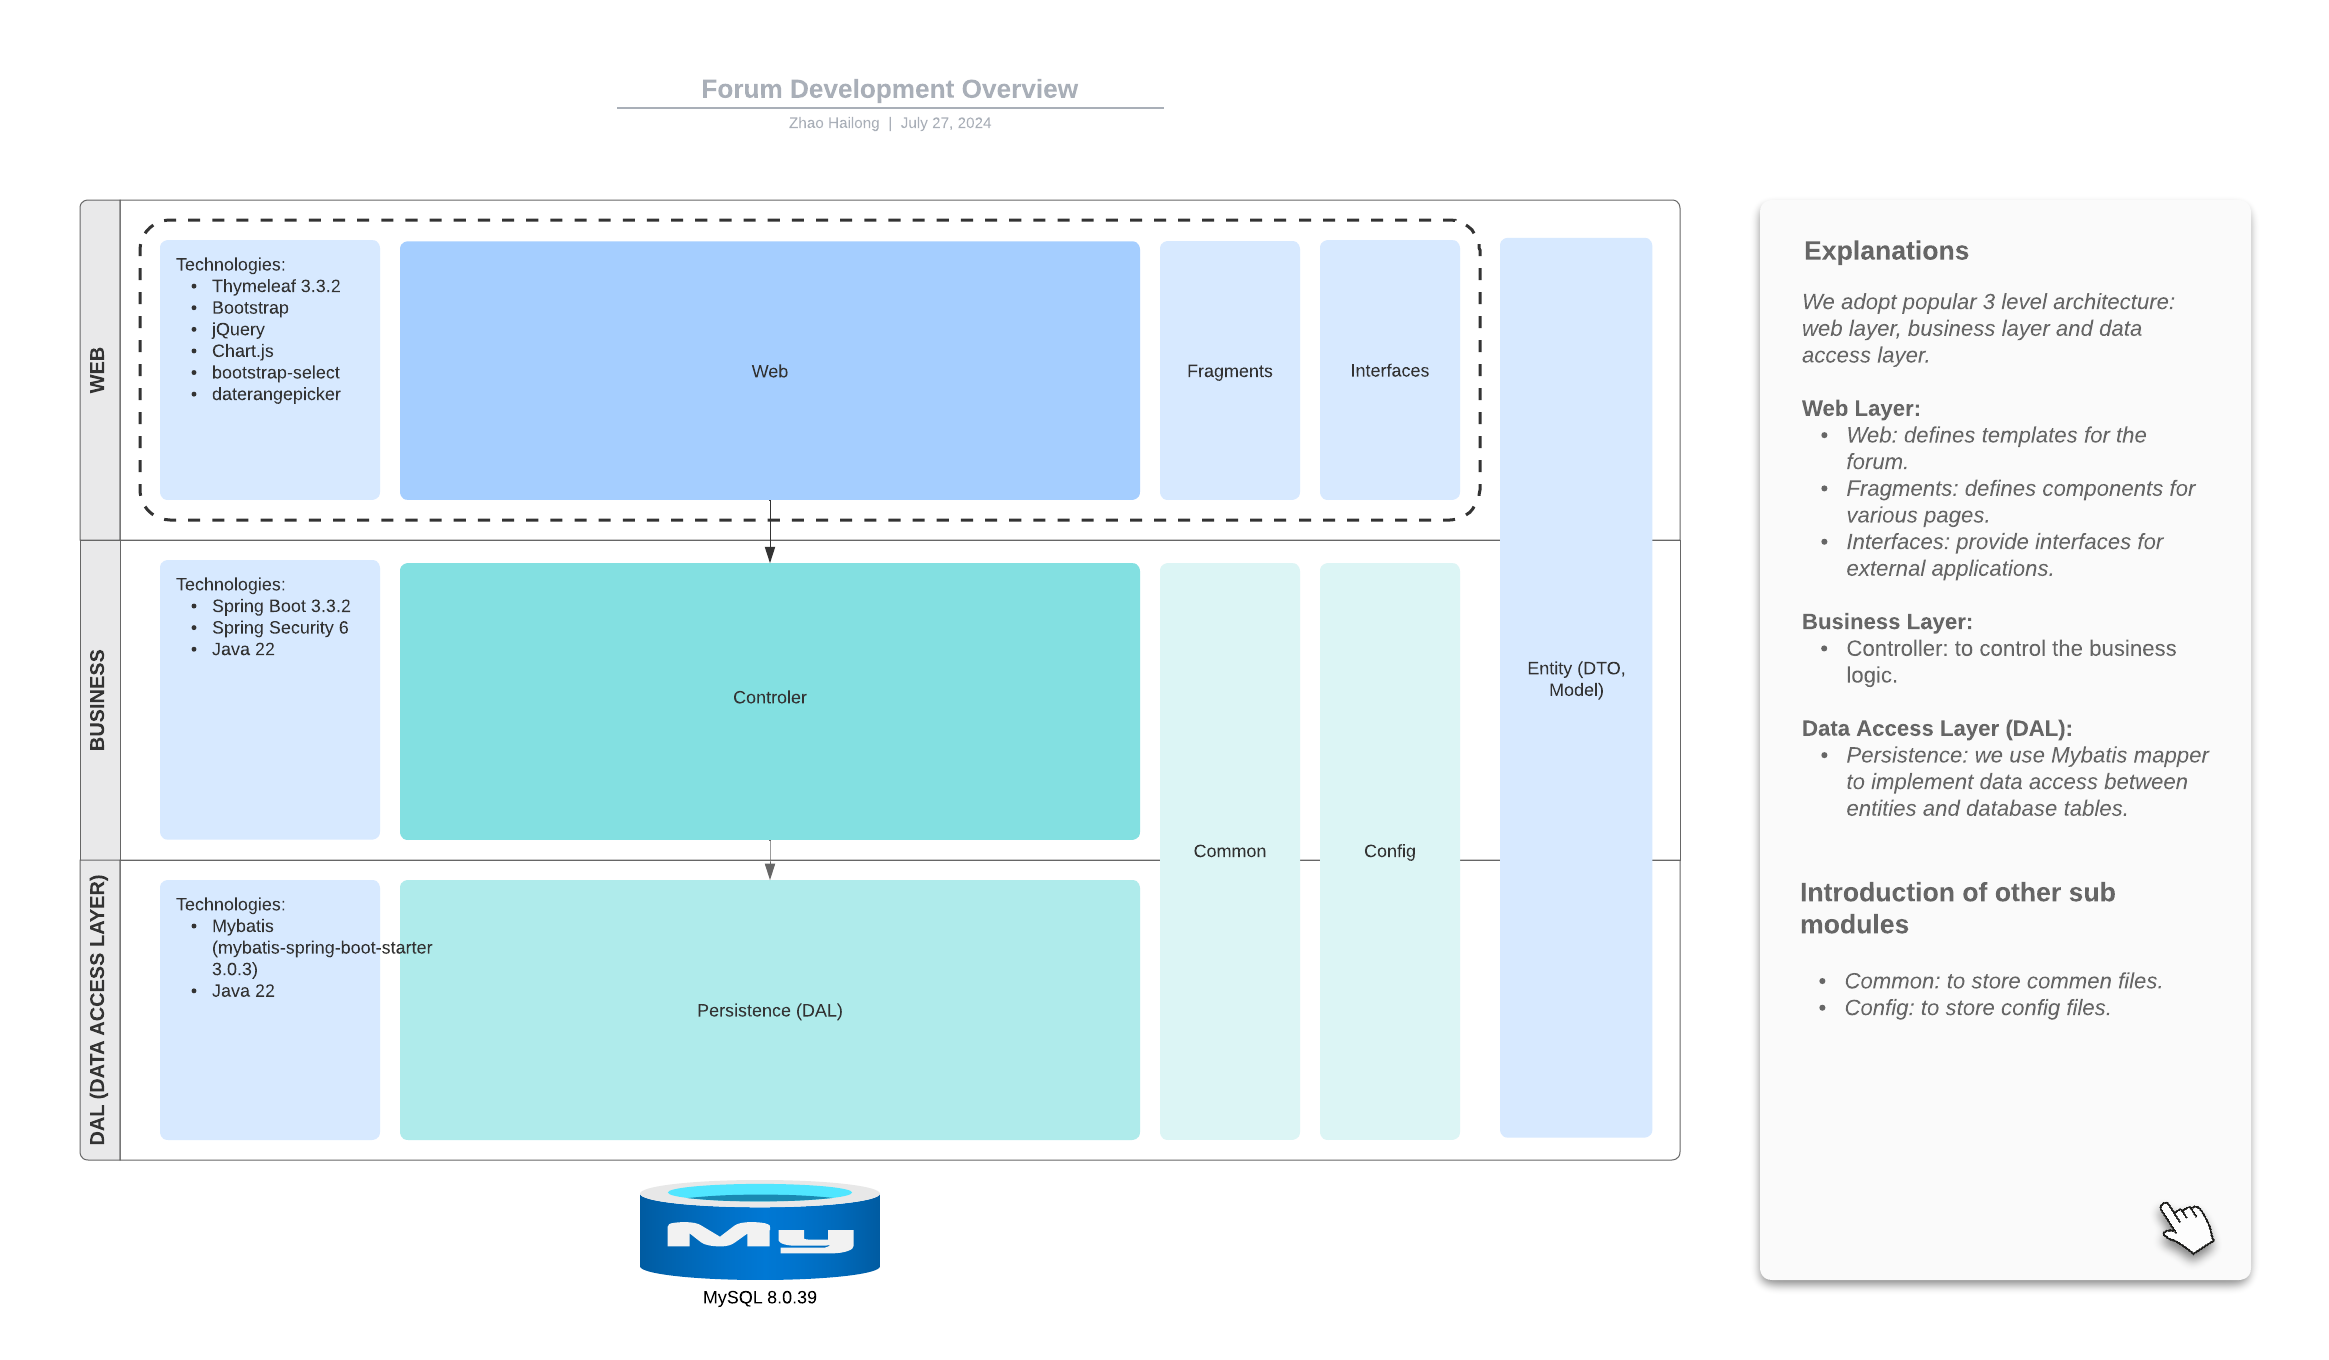 Forum Development Overview
Zhao Hailong | July 27, 2024
WEB
Technologies:
• Thymeleaf 3.3.2
• Bootstrap
• jQuery
• Chart.js
• bootstrap-select
• daterangepicker
Web
Fragments
Interfaces
BUSINESS
Technologies:
• Spring Boot 3.3.2
• Spring Security 6
• Java 22
Controler
Entity (DTO,
Model)
Common
Config
DAL (DATA ACCESS LAYER)
Technologies:
• Mybatis
(mybatis-spring-boot-starter
3.0.3)
• Java 22
Persistence (DAL)
My
MySQL 8.0.39
Explanations
We adopt popular 3 level architecture:
web layer, business layer and data
access layer.
Web Layer:
• Web: defines templates for the
forum.
• Fragments: defines components for
various pages.
• Interfaces: provide interfaces for
external applications.
Business Layer:
• Controller: to control the business
logic.
Data Access Layer (DAL):
• Persistence: we use Mybatis mapper
to implement data access between
entities and database tables.
Introduction of other sub
modules
• Common: to store commen files.
• Config: to store config files.